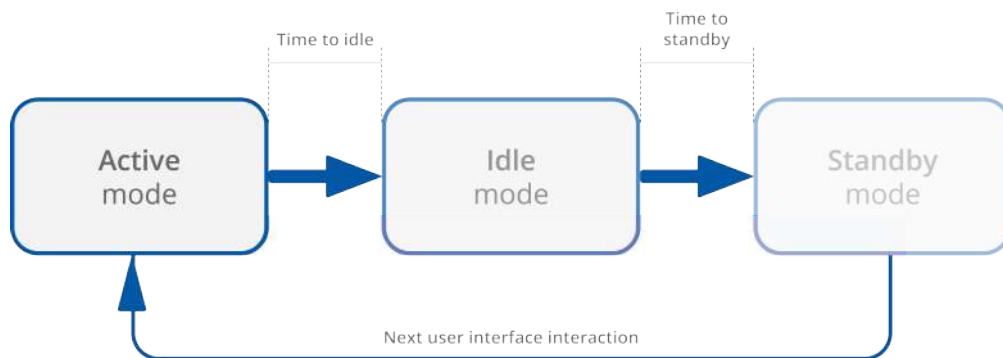 Time to idle
Time to
standby
Active
mode
Idle
mode
Standby
mode
Next user interface interaction